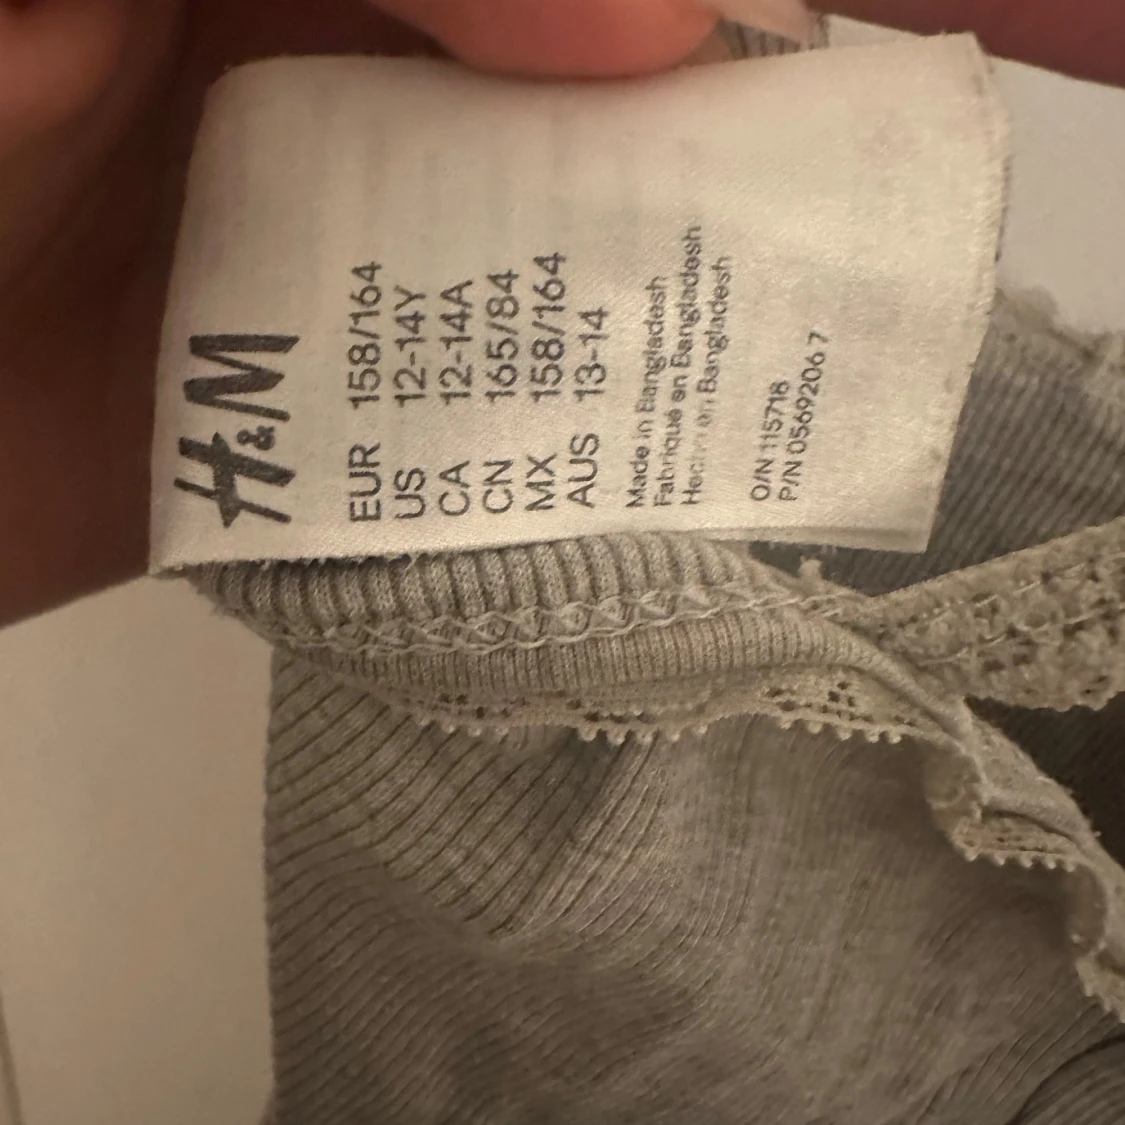 H&M
EUR 158/164
US 12-14Y
CA 12-14A
CN 165/84
MX 158/164
AUS 13-14
Made in Bangladesh
Fabriqué en Bangladesh
Hecho en Bangladesh
O/N 115718
P/N 05692067